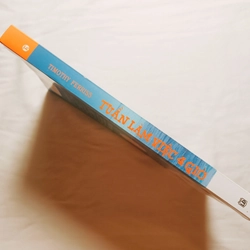 TIMOTHY FERRISS
TUẦN LÀM VIỆC 4 GIỜ